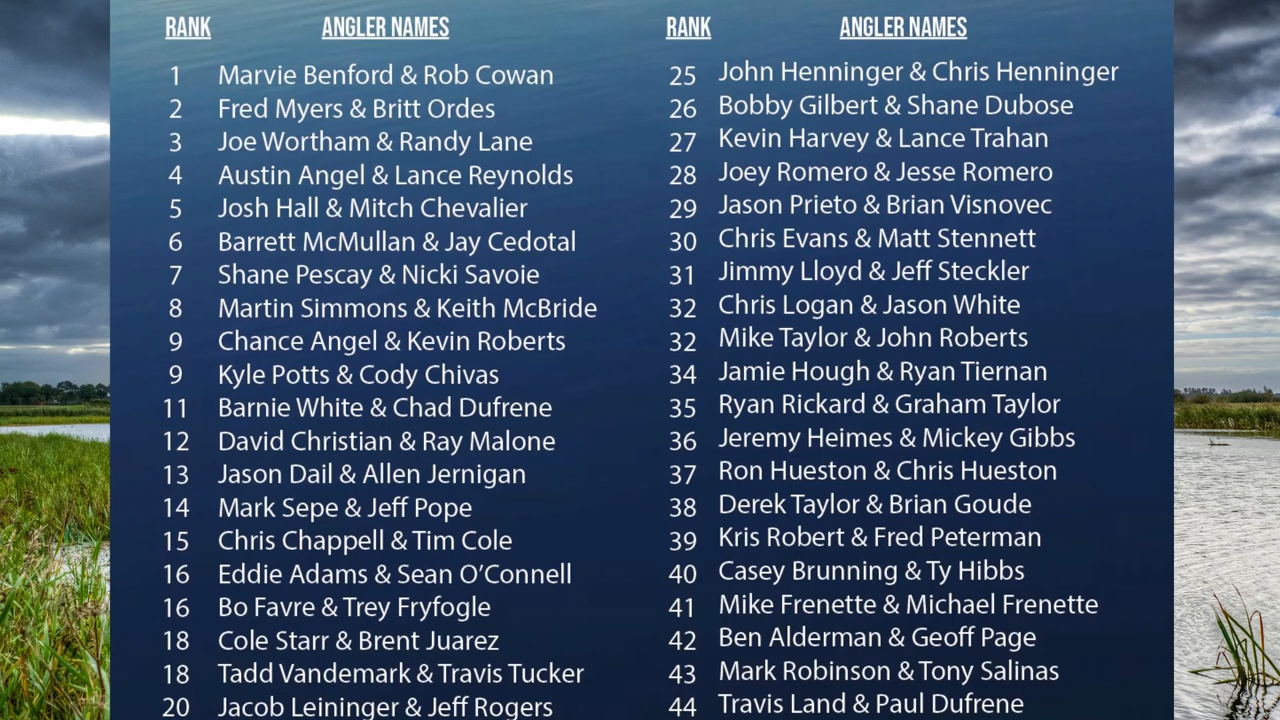 RANK ANGLER NAMES
1 Marvie Benford & Rob Cowan
2 Fred Myers & Britt Ordes
3 Joe Wortham & Randy Lane
4 Austin Angel & Lance Reynolds
5 Josh Hall & Mitch Chevalier
6 Barrett McMullan & Jay Cedotal
7 Shane Pescay & Nicki Savoie
8 Martin Simmons & Keith McBride
9 Chance Angel & Kevin Roberts
9 Kyle Potts & Cody Chivas
11 Barnie White & Chad Dufrene
12 David Christian & Ray Malone
13 Jason Dail & Allen Jernigan
14 Mark Sepe & Jeff Pope
15 Chris Chappell & Tim Cole
16 Eddie Adams & Sean O’Connell
16 Bo Favre & Trey Fryfogle
18 Cole Starr & Brent Juarez
18 Tadd Vandemark & Travis Tucker
20 Jacob Leininger & Jeff Rogers
RANK ANGLER NAMES
25 John Henninger & Chris Henninger
26 Bobby Gilbert & Shane Dubose
27 Kevin Harvey & Lance Trahan
28 Joey Romero & Jesse Romero
29 Jason Prieto & Brian Visnovec
30 Chris Evans & Matt Stennett
31 Jimmy Lloyd & Jeff Steckler
32 Chris Logan & Jason White
32 Mike Taylor & John Roberts
34 Jamie Hough & Ryan Tiernan
35 Ryan Rickard & Graham Taylor
36 Jeremy Heimes & Mickey Gibbs
37 Ron Hueston & Chris Hueston
38 Derek Taylor & Brian Goude
39 Kris Robert & Fred Peterman
40 Casey Brunning & Ty Hibbs
41 Mike Frenette & Michael Frenette
42 Ben Alderman & Geoff Page
43 Mark Robinson & Tony Salinas
44 Travis Land & Paul Dufrene